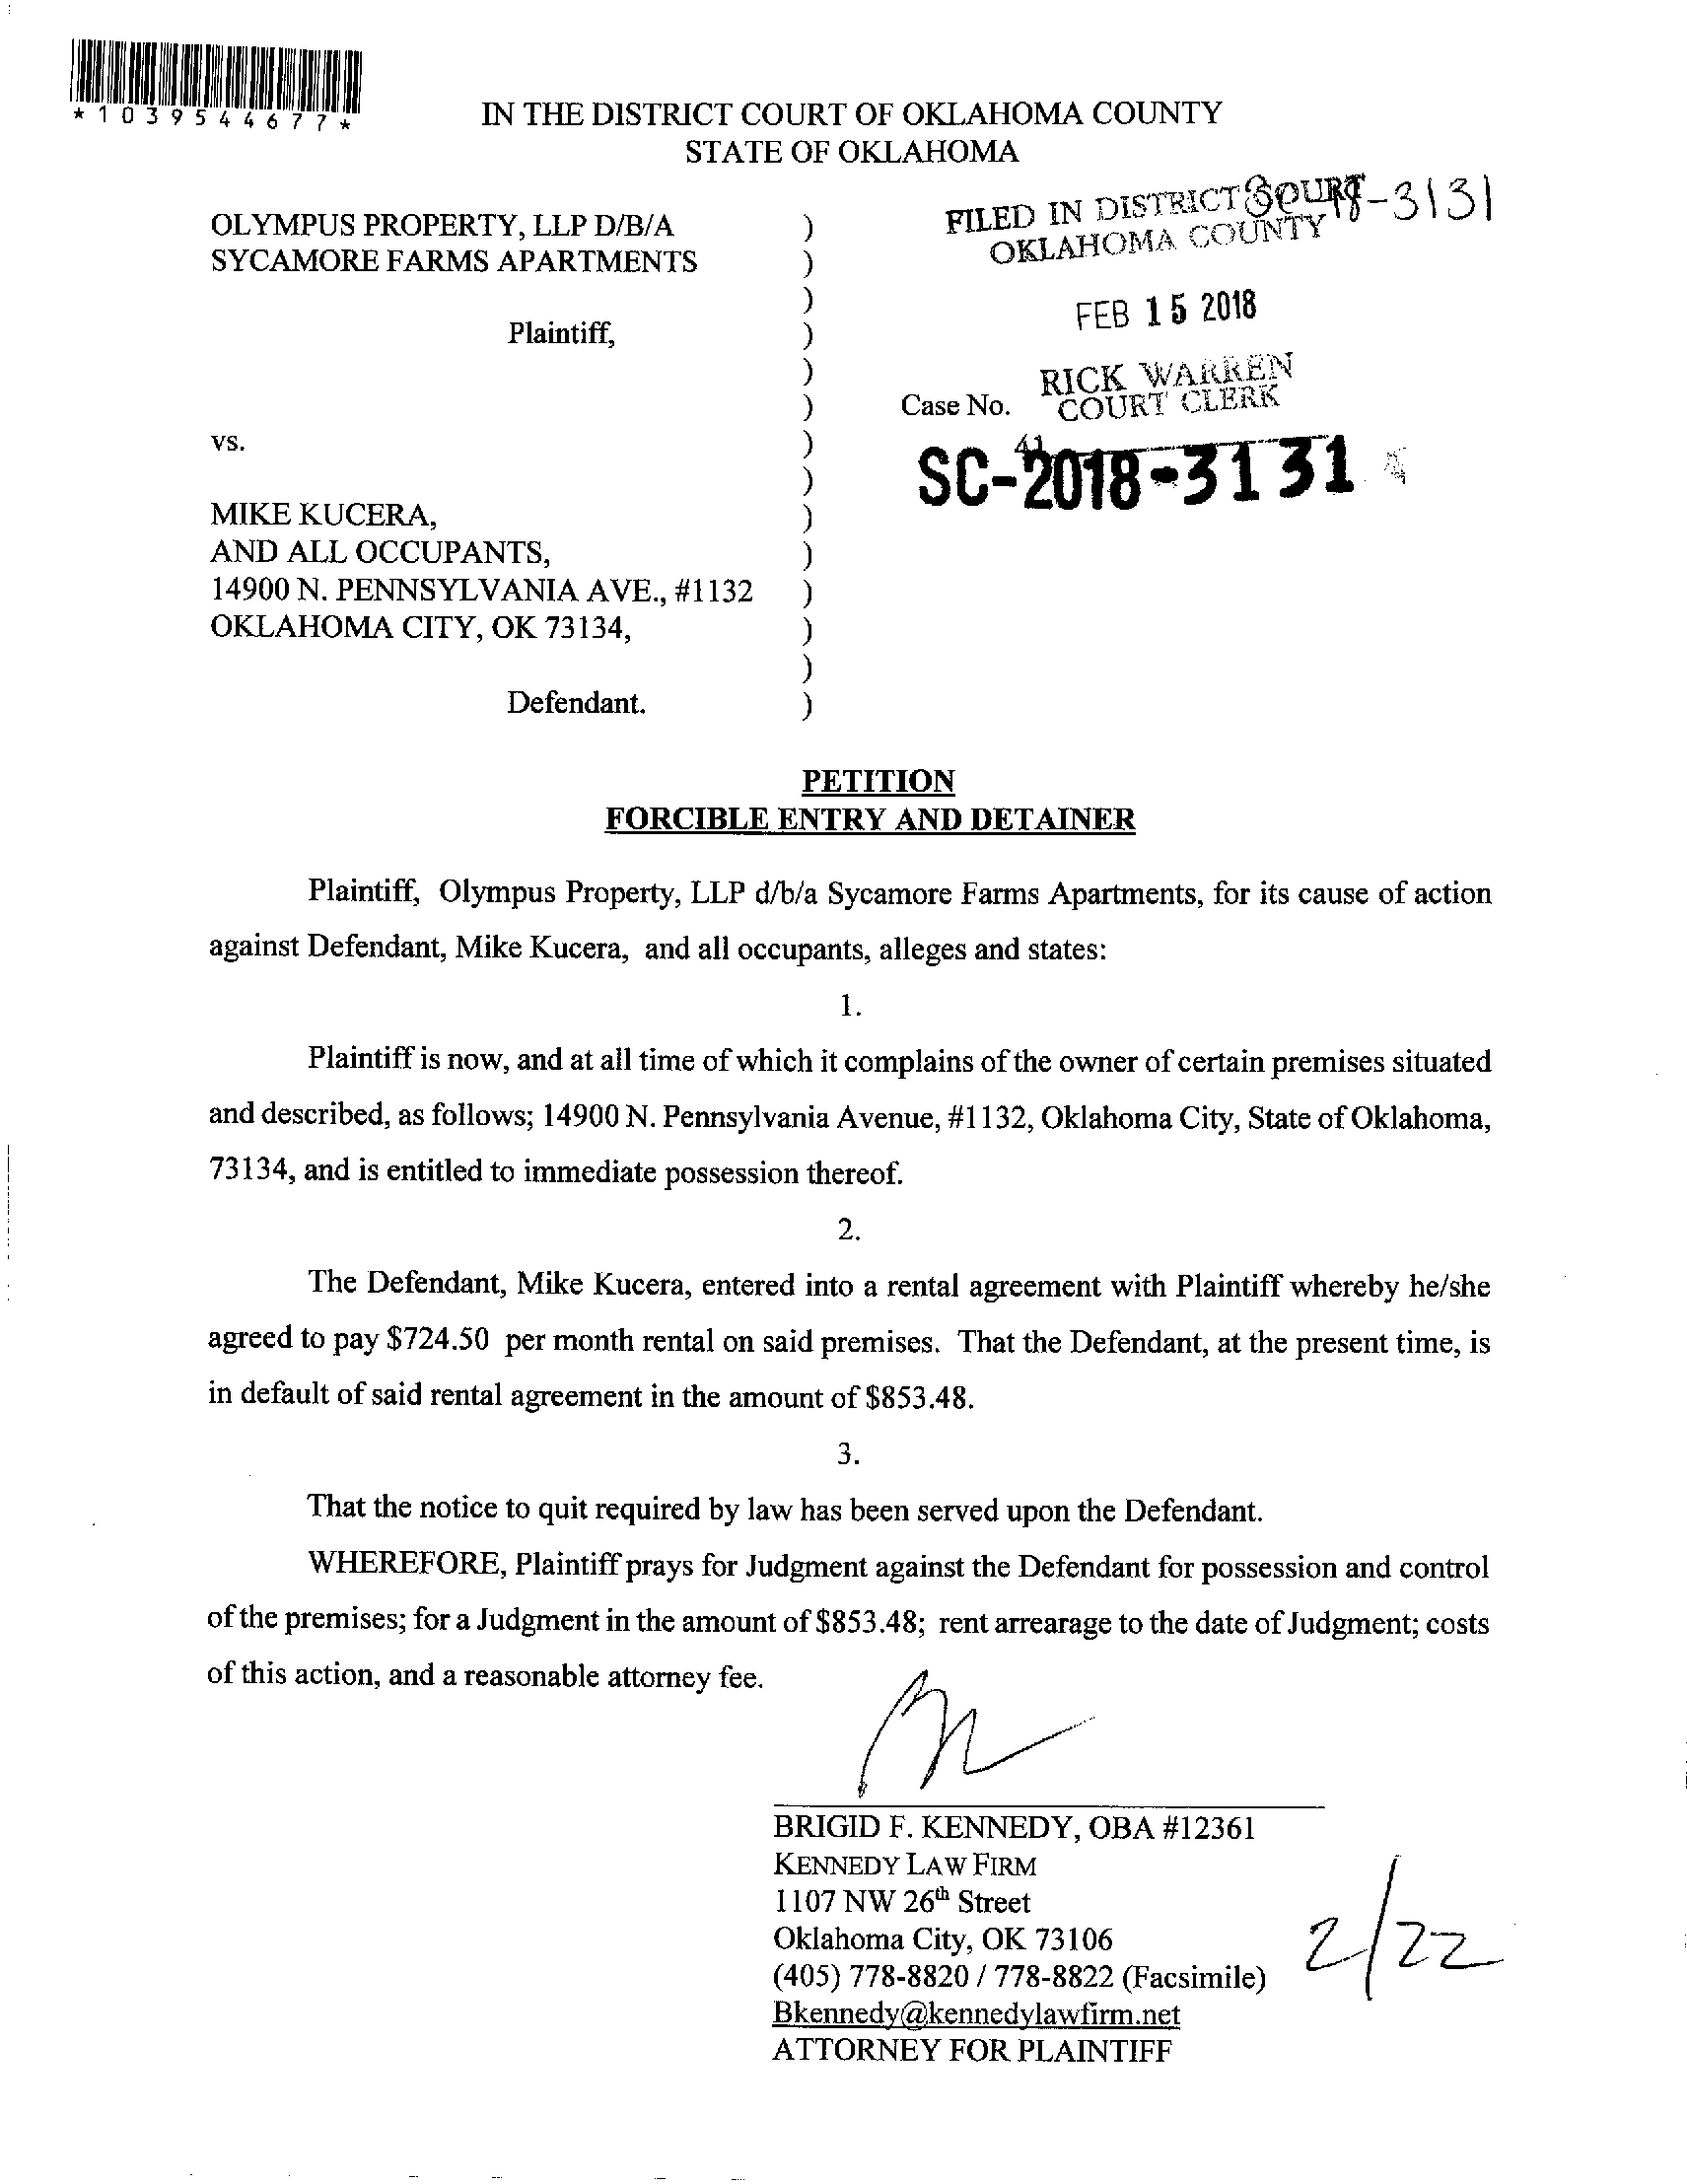 *1039544677*
IN THE DISTRICT COURT OF OKLAHOMA COUNTY
STATE OF OKLAHOMA
OLYMPUS PROPERTY, LLP D/B/A )
SYCAMORE FARMS APARTMENTS )
)
Plaintiff, )
)
)
vs. )
)
MIKE KUCERA, )
AND ALL OCCUPANTS, )
14900 N. PENNSYLVANIA AVE., #1132 )
OKLAHOMA CITY, OK 73134, )
)
Defendant. )
FILED IN DISTRICT COURT
-3131
OKLAHOMA COUNTY
FEB 15 2018
RICK WARREN
Case No. COURT CLERK
SC-2018-3131
PETITION
FORCIBLE ENTRY AND DETAINER
Plaintiff, Olympus Property, LLP d/b/a Sycamore Farms Apartments, for its cause of action
against Defendant, Mike Kucera, and all occupants, alleges and states:
1.
Plaintiff is now, and at all time of which it complains of the owner of certain premises situated
and described, as follows; 14900 N. Pennsylvania Avenue, #1132, Oklahoma City, State of Oklahoma,
73134, and is entitled to immediate possession thereof.
2.
The Defendant, Mike Kucera, entered into a rental agreement with Plaintiff whereby he/she
agreed to pay $724.50 per month rental on said premises. That the Defendant, at the present time, is
in default of said rental agreement in the amount of $853.48.
3.
That the notice to quit required by law has been served upon the Defendant.
WHEREFORE, Plaintiff prays for Judgment against the Defendant for possession and control
of the premises; for a Judgment in the amount of $853.48; rent arrearage to the date of Judgment; costs
of this action, and a reasonable attorney fee.
BRIGID F. KENNEDY, OBA #12361
KENNEDY LAW FIRM
1107 NW 26th Street
Oklahoma City, OK 73106
(405) 778-8820 / 778-8822 (Facsimile)
Bkennedy@kennedylawfirm.net
ATTORNEY FOR PLAINTIFF
2/22